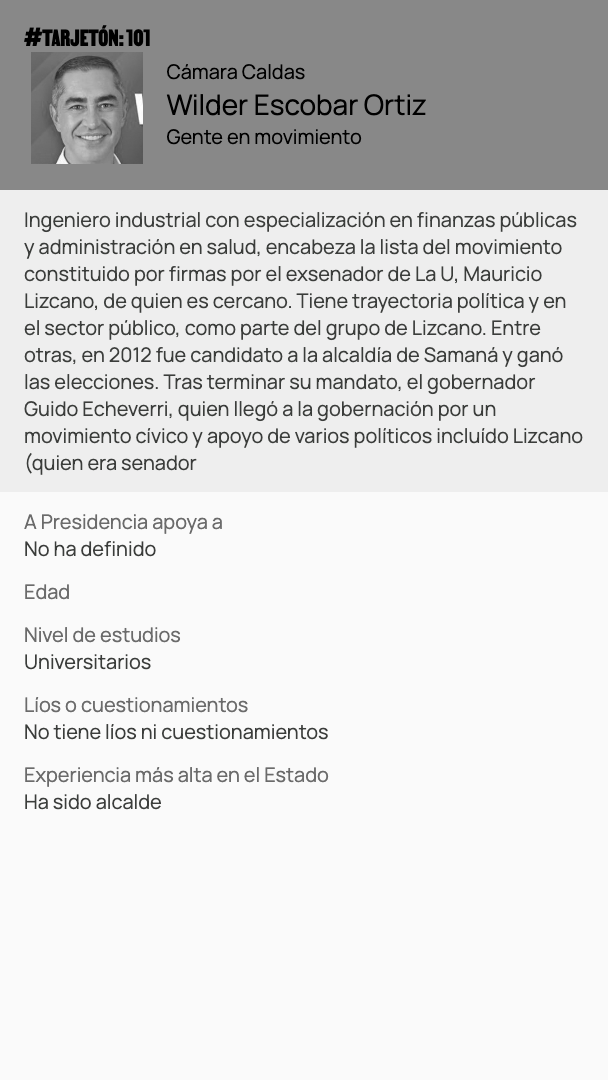 #TARJETÓN: 101
Cámara Caldas
Wilder Escobar Ortiz
Gente en movimiento
Ingeniero industrial con especialización en finanzas públicas
y administración en salud, encabeza la lista del movimiento
constituido por firmas por el exsenador de La U, Mauricio
Lizcano, de quien es cercano. Tiene trayectoria política y en
el sector público, como parte del grupo de Lizcano. Entre
otras, en 2012 fue candidato a la alcaldía de Samaná y ganó
las elecciones. Tras terminar su mandato, el gobernador
Guido Echeverri, quien llegó a la gobernación por un
movimiento cívico y apoyo de varios políticos incluído Lizcano
(quien era senador
A Presidencia apoya a
No ha definido
Edad
Nivel de estudios
Universitarios
Líos o cuestionamientos
No tiene líos ni cuestionamientos
Experiencia más alta en el Estado
Ha sido alcalde